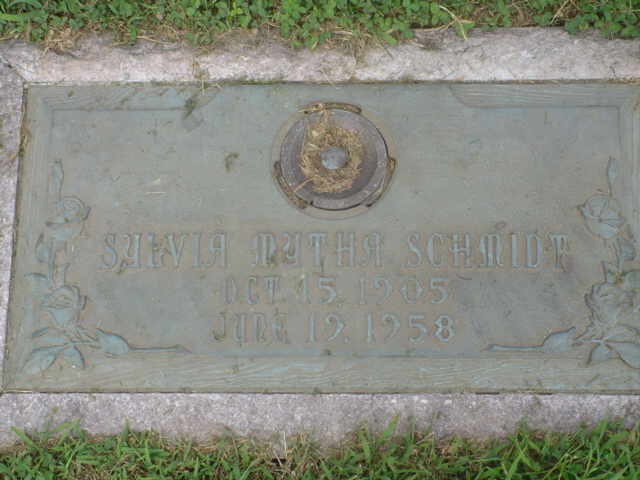 SYLVIA MYTHA SCHMIDT
OCT. 15, 1905
JUNE 19, 1958